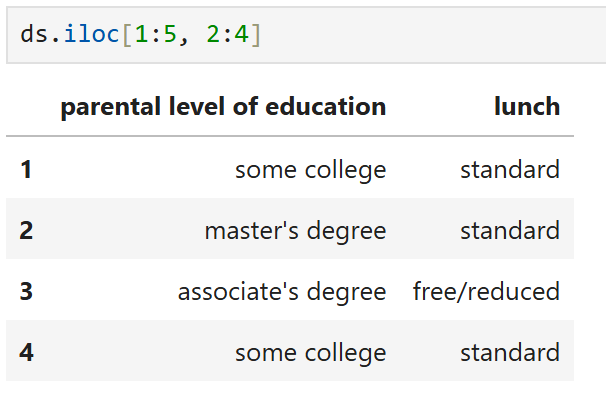 ds.iloc[1:5, 2:4]
parental level of education lunch
1 some college standard
2 master's degree standard
3 associate's degree free/reduced
4 some college standard